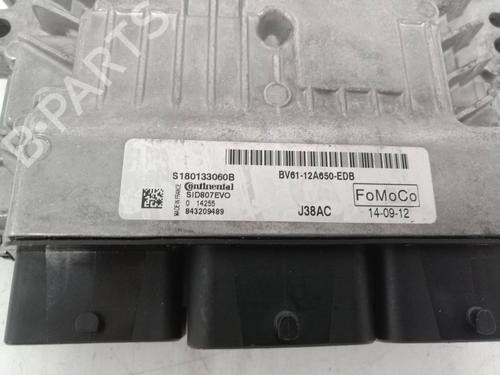 S180133060B
Continental
MADE IN FRANCE
SID807EVO
0 14255
843209489
BV61-12A650-EDB
J38AC
FoMoCo
14-09-12
B-PARTS